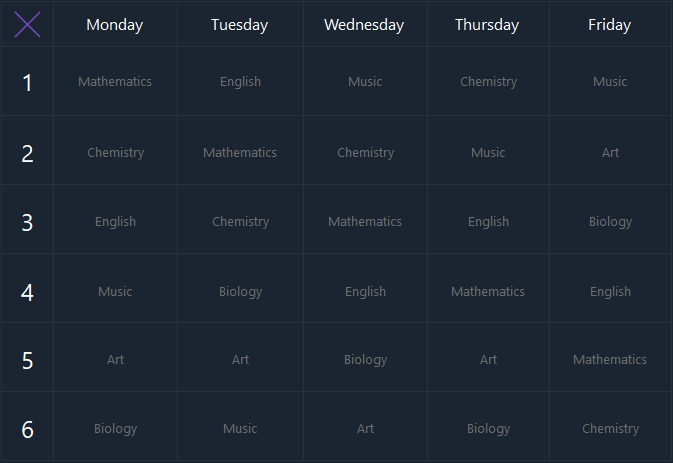 Monday Tuesday Wednesday Thursday Friday
1 Mathematics English Music Chemistry Music
2 Chemistry Mathematics Chemistry Music Art
3 English Chemistry Mathematics English Biology
4 Music Biology English Mathematics English
5 Art Art Biology Art Mathematics
6 Biology Music Art Biology Chemistry